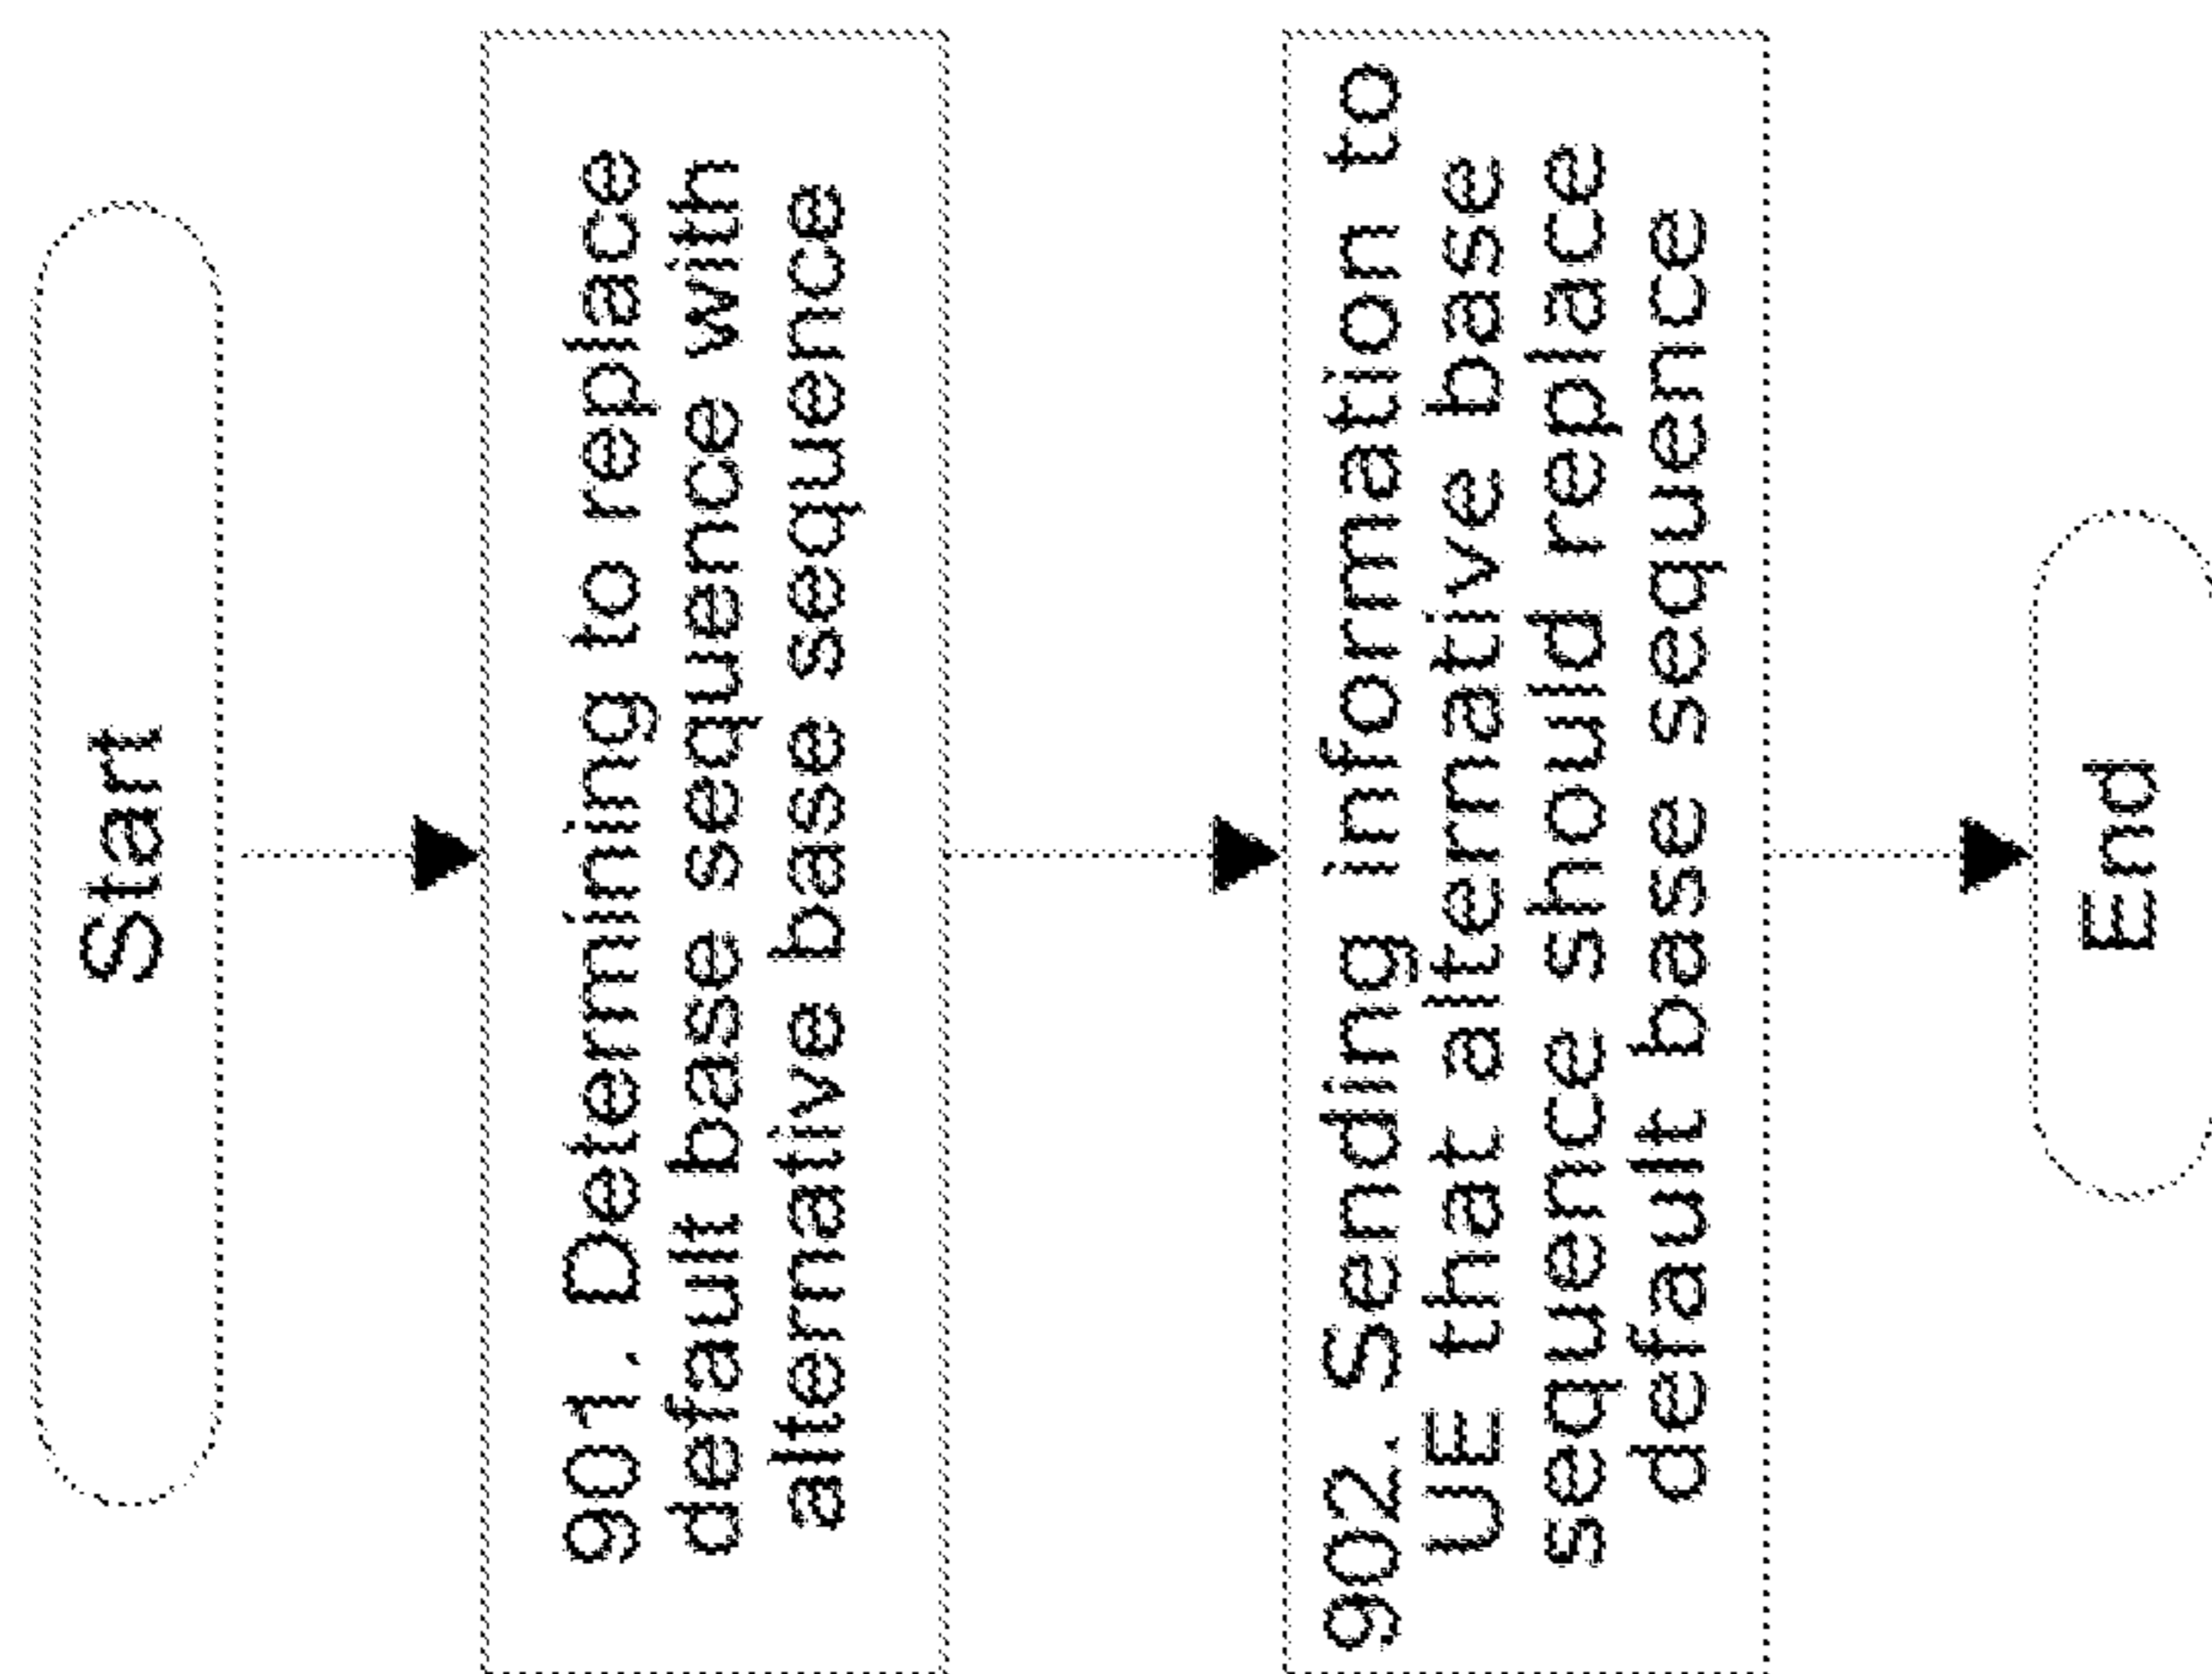 Start
901. Determining to replace
default base sequence with
alternative base sequence
902. Sending information to
UE that alternative base
sequence should replace
default base sequence
End